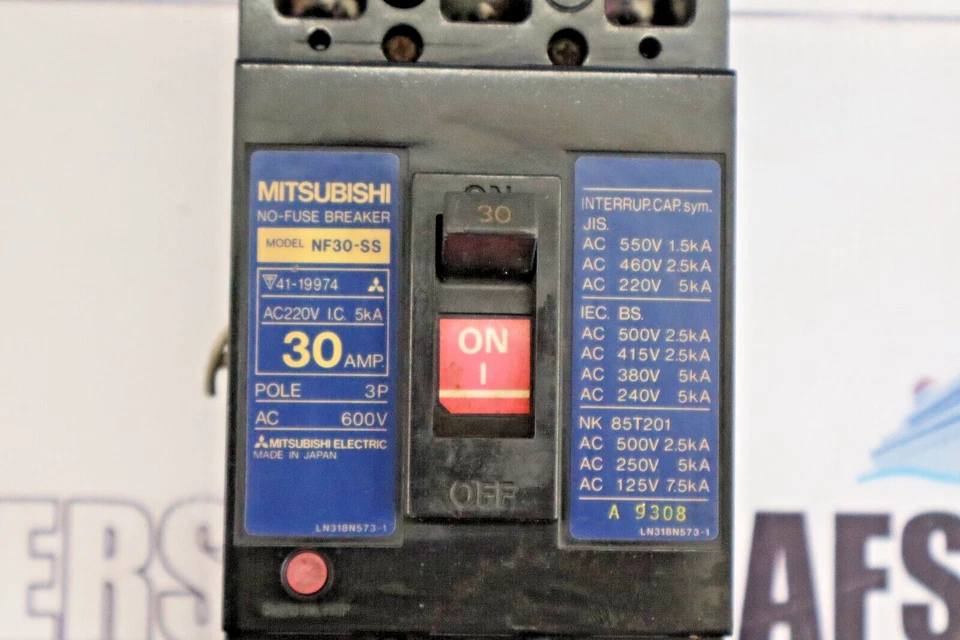 MITSUBISHI
NO-FUSE BREAKER
MODEL NF30-SS
41-19974
AC220V I.C. 5kA
30 AMP.
POLE 3P
AC 600V
MITSUBISHI ELECTRIC
MADE IN JAPAN
LN318N573-1
ON
30
ON
I
OFF
INTERRUP.CAP.sym.
JIS.
AC 550V 1.5kA
AC 460V 2.5kA
AC 220V 5kA
IEC. BS.
AC 500V 2.5kA
AC 415V 2.5kA
AC 380V 5kA
AC 240V 5kA
NK 85T201
AC 500V 2.5kA
AC 250V 5kA
AC 125V 7.5kA
A 9308
LN318N573-1
ERS
AFS